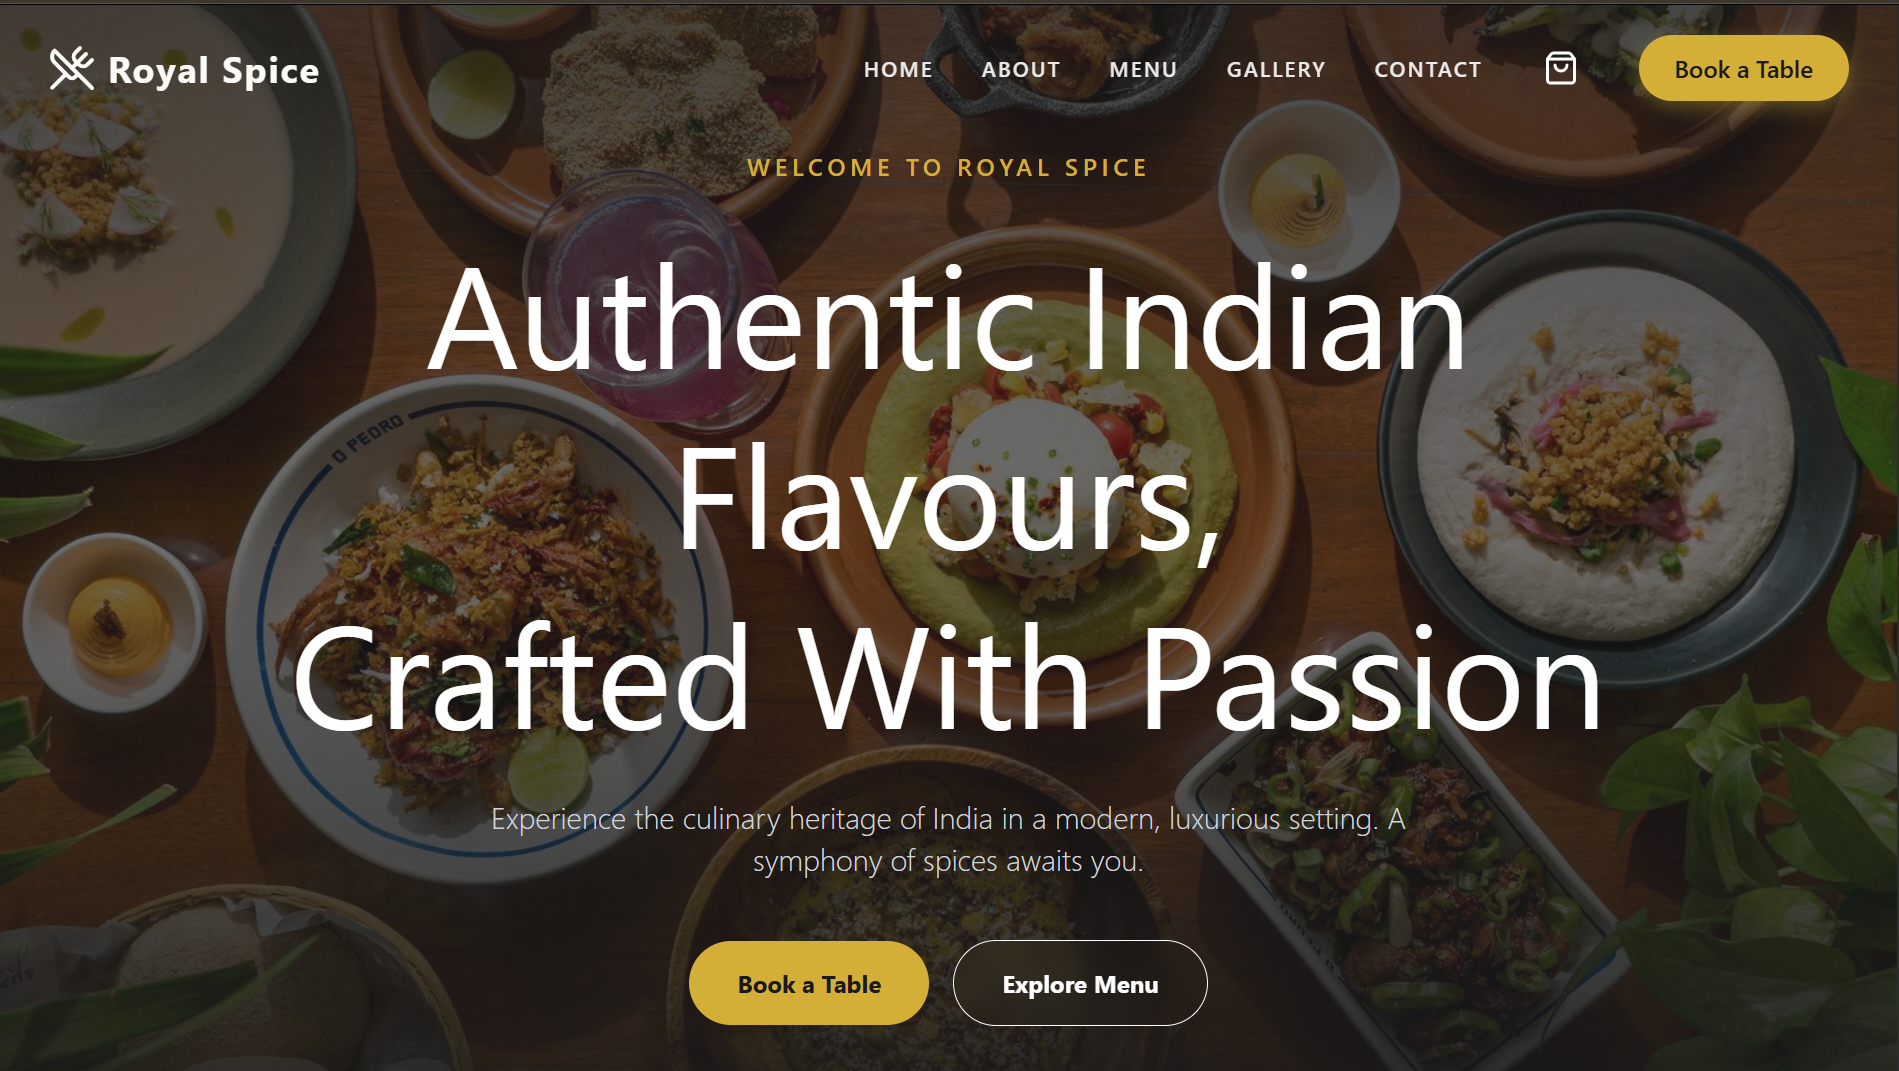 Royal Spice
HOME
ABOUT
MENU
GALLERY
CONTACT
Book a Table
WELCOME TO ROYAL SPICE
Authentic Indian
Flavours,
Crafted With Passion
O PEDRO
Experience the culinary heritage of India in a modern, luxurious setting. A
symphony of spices awaits you.
Book a Table
Explore Menu